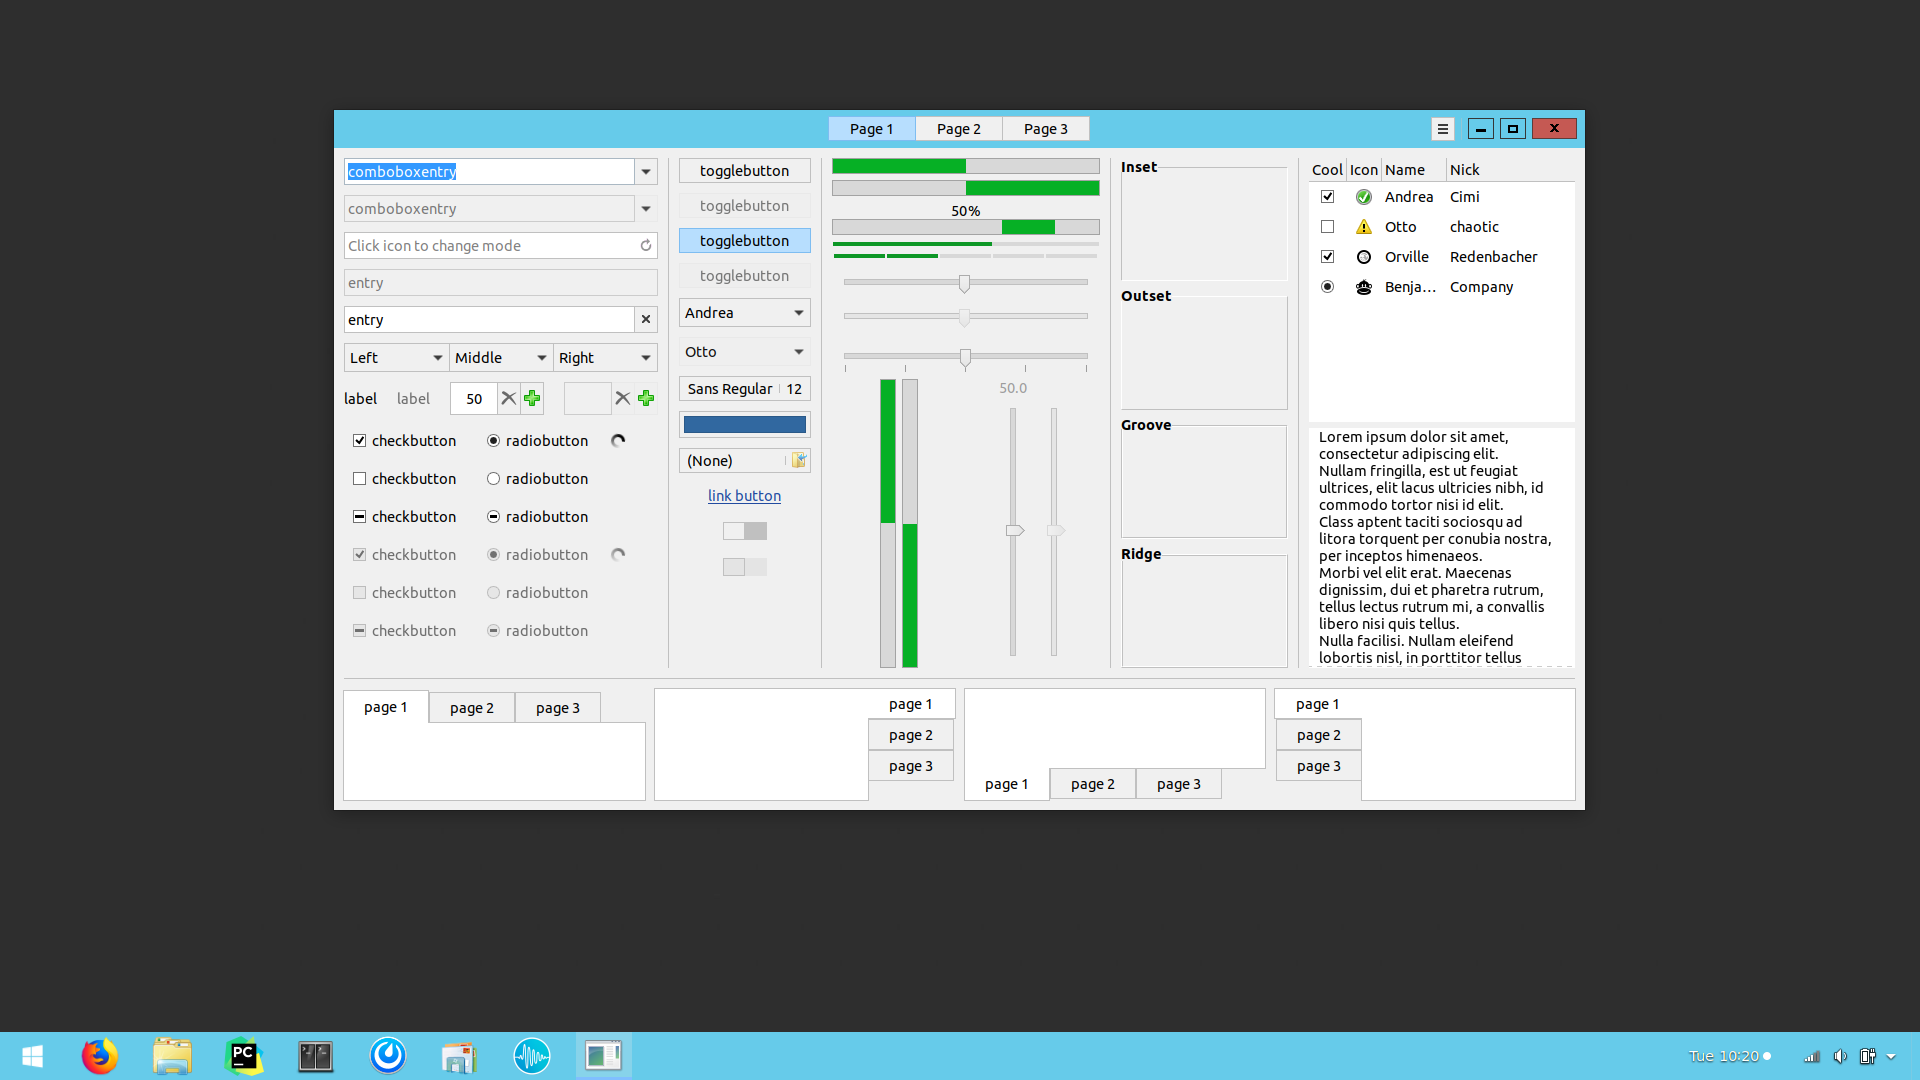 Page 1
Page 2
Page 3
comboboxentry
comboboxentry
Click icon to change mode
entry
entry
Left
Middle
Right
label
label
50
checkbutton
radiobutton
checkbutton
radiobutton
checkbutton
radiobutton
checkbutton
radiobutton
checkbutton
radiobutton
checkbutton
radiobutton
togglebutton
togglebutton
togglebutton
togglebutton
Andrea
Otto
Sans Regular 12
(None)
link button
50%
50.0
Inset
Outset
Groove
Ridge
Cool Icon Name Nick
Andrea Cimi
Otto chaotic
Orville Redenbacher
Benja... Company
Lorem ipsum dolor sit amet,
consectetur adipiscing elit.
Nullam fringilla, est ut feugiat
ultrices, elit lacus ultricies nibh, id
commodo tortor nisi id elit.
Class aptent taciti sociosqu ad
litora torquent per conubia nostra,
per inceptos himenaeos.
Morbi vel elit erat. Maecenas
dignissim, dui et pharetra rutrum,
tellus lectus rutrum mi, a convallis
libero nisi quis tellus.
Nulla facilisi. Nullam eleifend
lobortis nisl, in porttitor tellus
page 1
page 2
page 3
page 1
page 2
page 3
page 1
page 2
page 3
page 1
page 2
page 3
PC
Tue 10:20